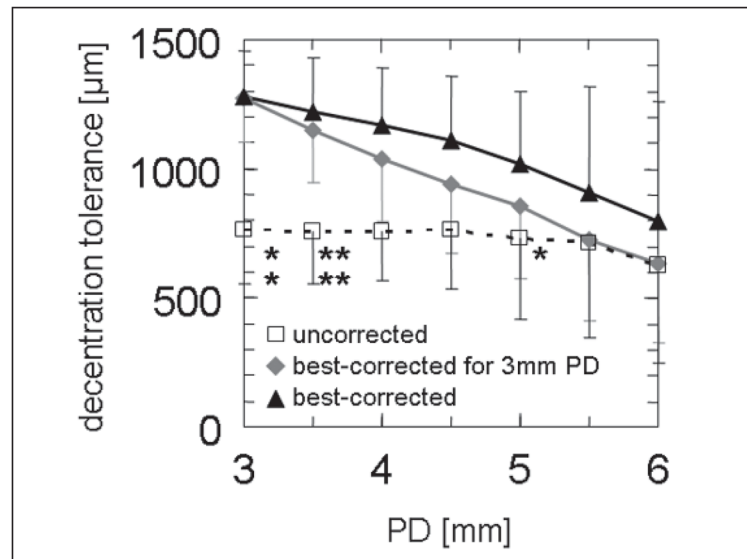 decentration tolerance [µm]
1500
1000
500
0
* ** *
* **
uncorrected
best-corrected for 3mm PD
best-corrected
3 4 5 6
PD [mm]